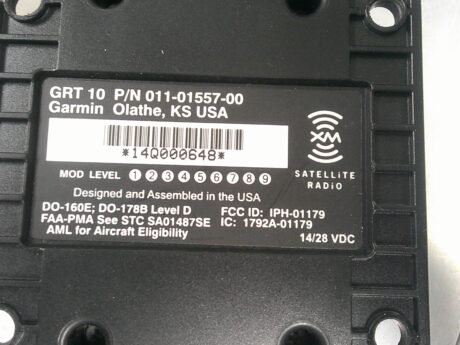 GRT 10 P/N 011-01557-00
Garmin Olathe, KS USA
*14Q000648*
XM
SATELLiTE
RADiO
MOD LEVEL 1 2 3 4 5 6 7 8 9
Designed and Assembled in the USA
DO-160E; DO-178B Level D FCC ID: IPH-01179
FAA-PMA See STC SA01487SE IC: 1792A-01179
AML for Aircraft Eligibility 14/28 VDC